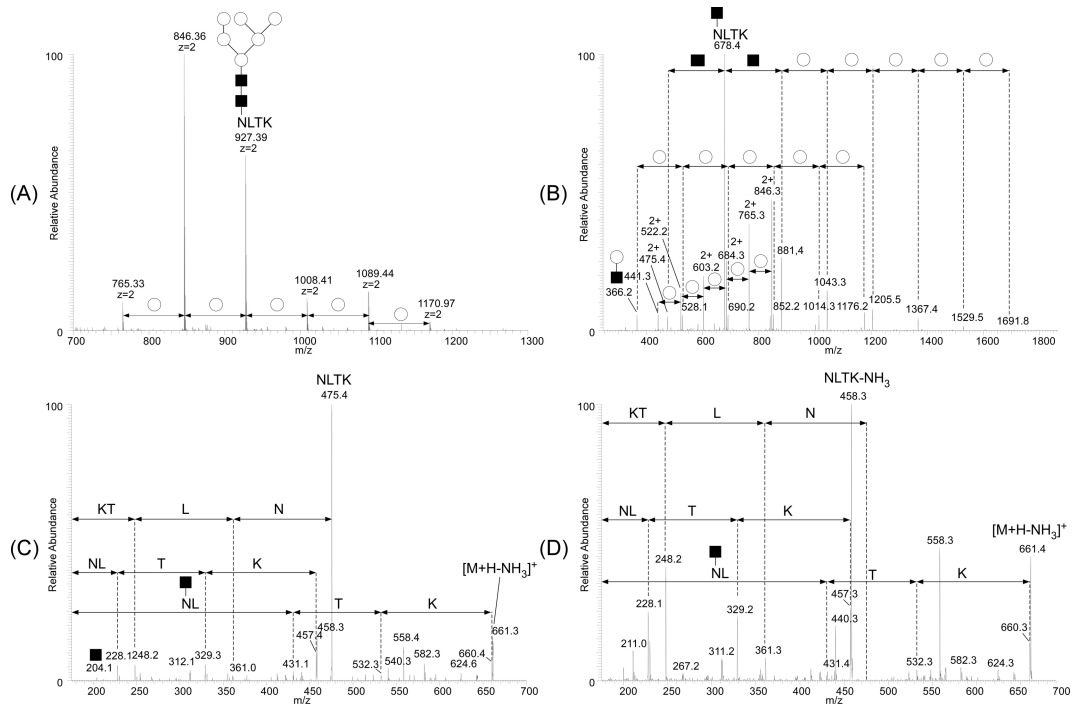 (A)
Relative Abundance
100
0
846.36
z=2
NLTK
927.39
z=2
765.33
z=2
1008.41
z=2
1089.44
z=2
1170.97
z=2
700 800 900 1000 1100 1200 1300
m/z
(B)
Relative Abundance
100
0
NLTK
678.4
2+
846.3
2+
765.3
2+
522.2
2+
475.4
2+
684.3
2+
603.2
881,4
441.3
366.2
528.1
690.2
852.2
1043.3
1014.3
1176.2
1205.5
1367.4
1529.5
1691.8
400 600 800 1000 1200 1400 1600 1800
m/z
(C)
Relative Abundance
100
0
NLTK
475.4
KT L N
NL T K
NL T K
[M+H-NH3]+
661.3
458.3
457.4
204.1
228.1
248.2
312.1
329.3
361.0
431.1
532.3
540.3
558.4
582.3
624.6
660.4
200 250 300 350 400 450 500 550 600 650 700
m/z
(D)
Relative Abundance
100
0
NLTK-NH3
458.3
KT L N
NL T K
NL T K
[M+H-NH3]+
661.4
558.3
248.2
228.1
211.0
267.2
311.2
329.2
361.3
457.3
440.3
431.4
532.3
582.3
624.3
660.3
200 250 300 350 400 450 500 550 600 650 700
m/z